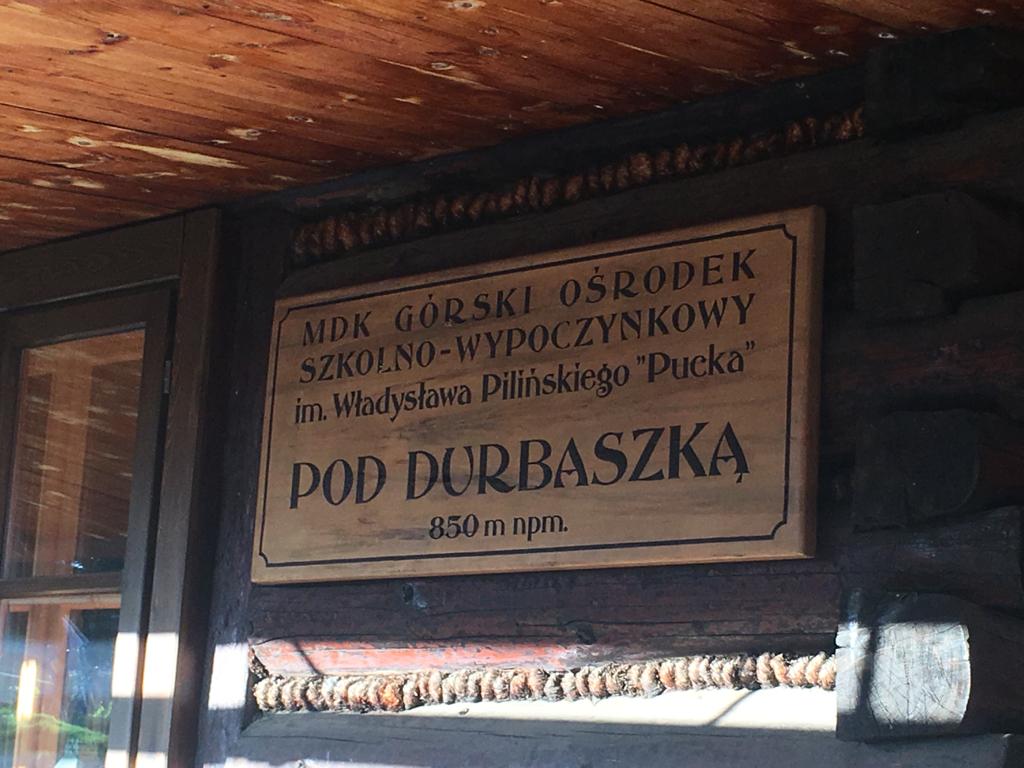 MDK GÓRSKI OŚRODEK
SZKOLNO-WYPOCZYNKOWY
im. Władysława Pilińskiego "Pucka"
POD DURBASZKĄ
850 m npm.